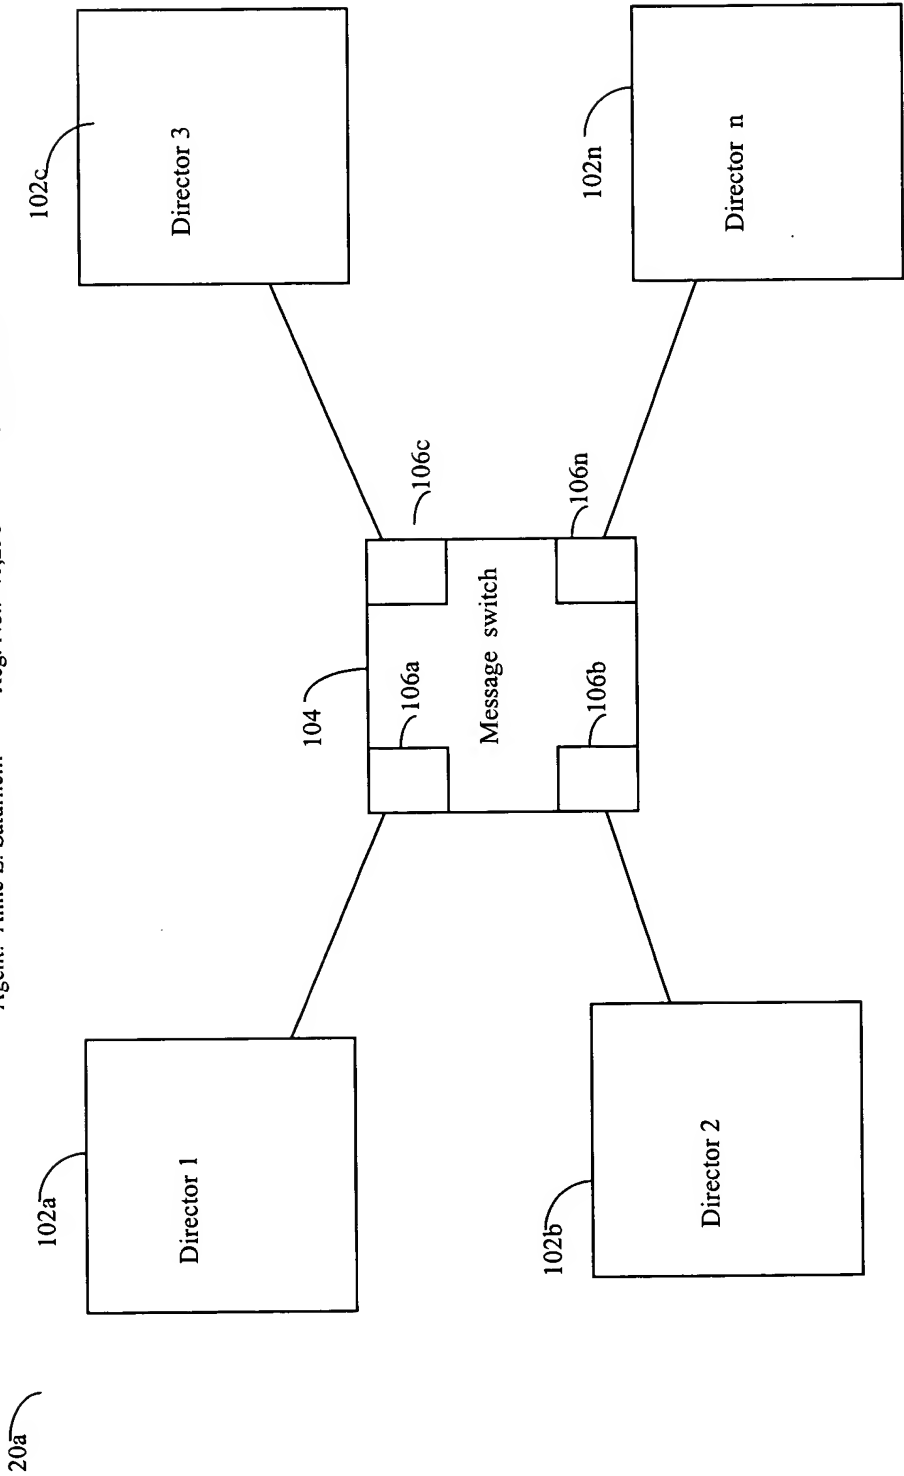 20a
102a
Director 1
102b
Director 2
104
106a
106b
Message switch
106c
106n
102c
Director 3
102n
Director n